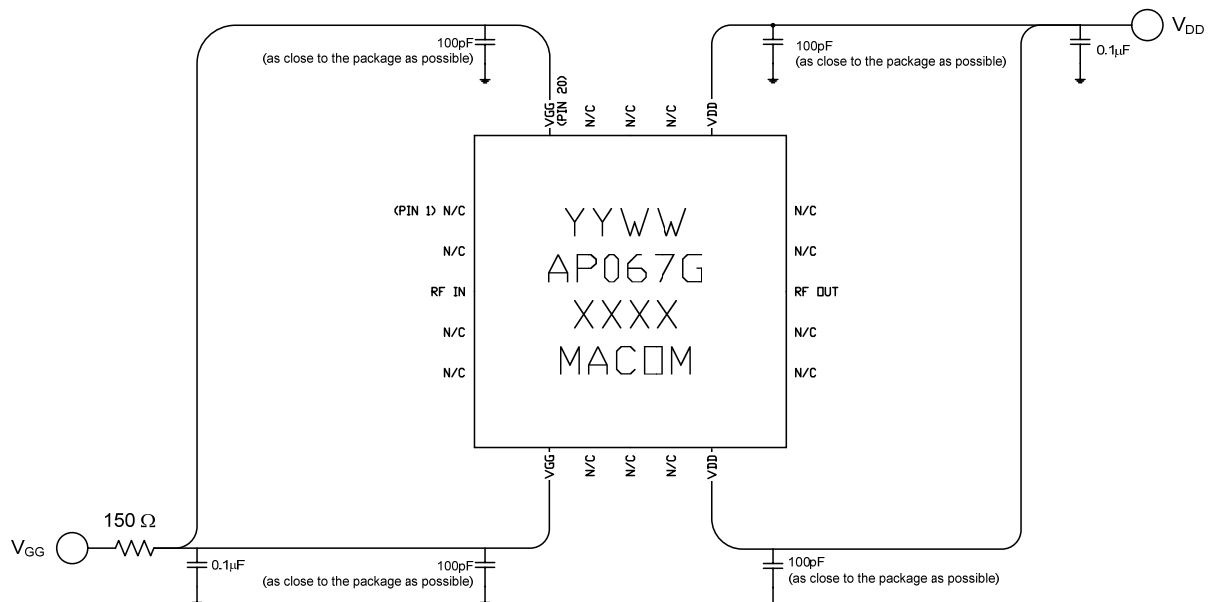 100pF
(as close to the package as possible)
100pF
(as close to the package as possible)
0.1µF
V_DD
VGG
(PIN 20)
N/C
N/C
N/C
VDD
(PIN 1) N/C
N/C
RF IN
N/C
N/C
YYWW
AP067G
XXXX
MACOM
N/C
N/C
RF OUT
N/C
N/C
VGG
N/C
N/C
N/C
VDD
V_GG
150 Ω
0.1µF
100pF
(as close to the package as possible)
100pF
(as close to the package as possible)